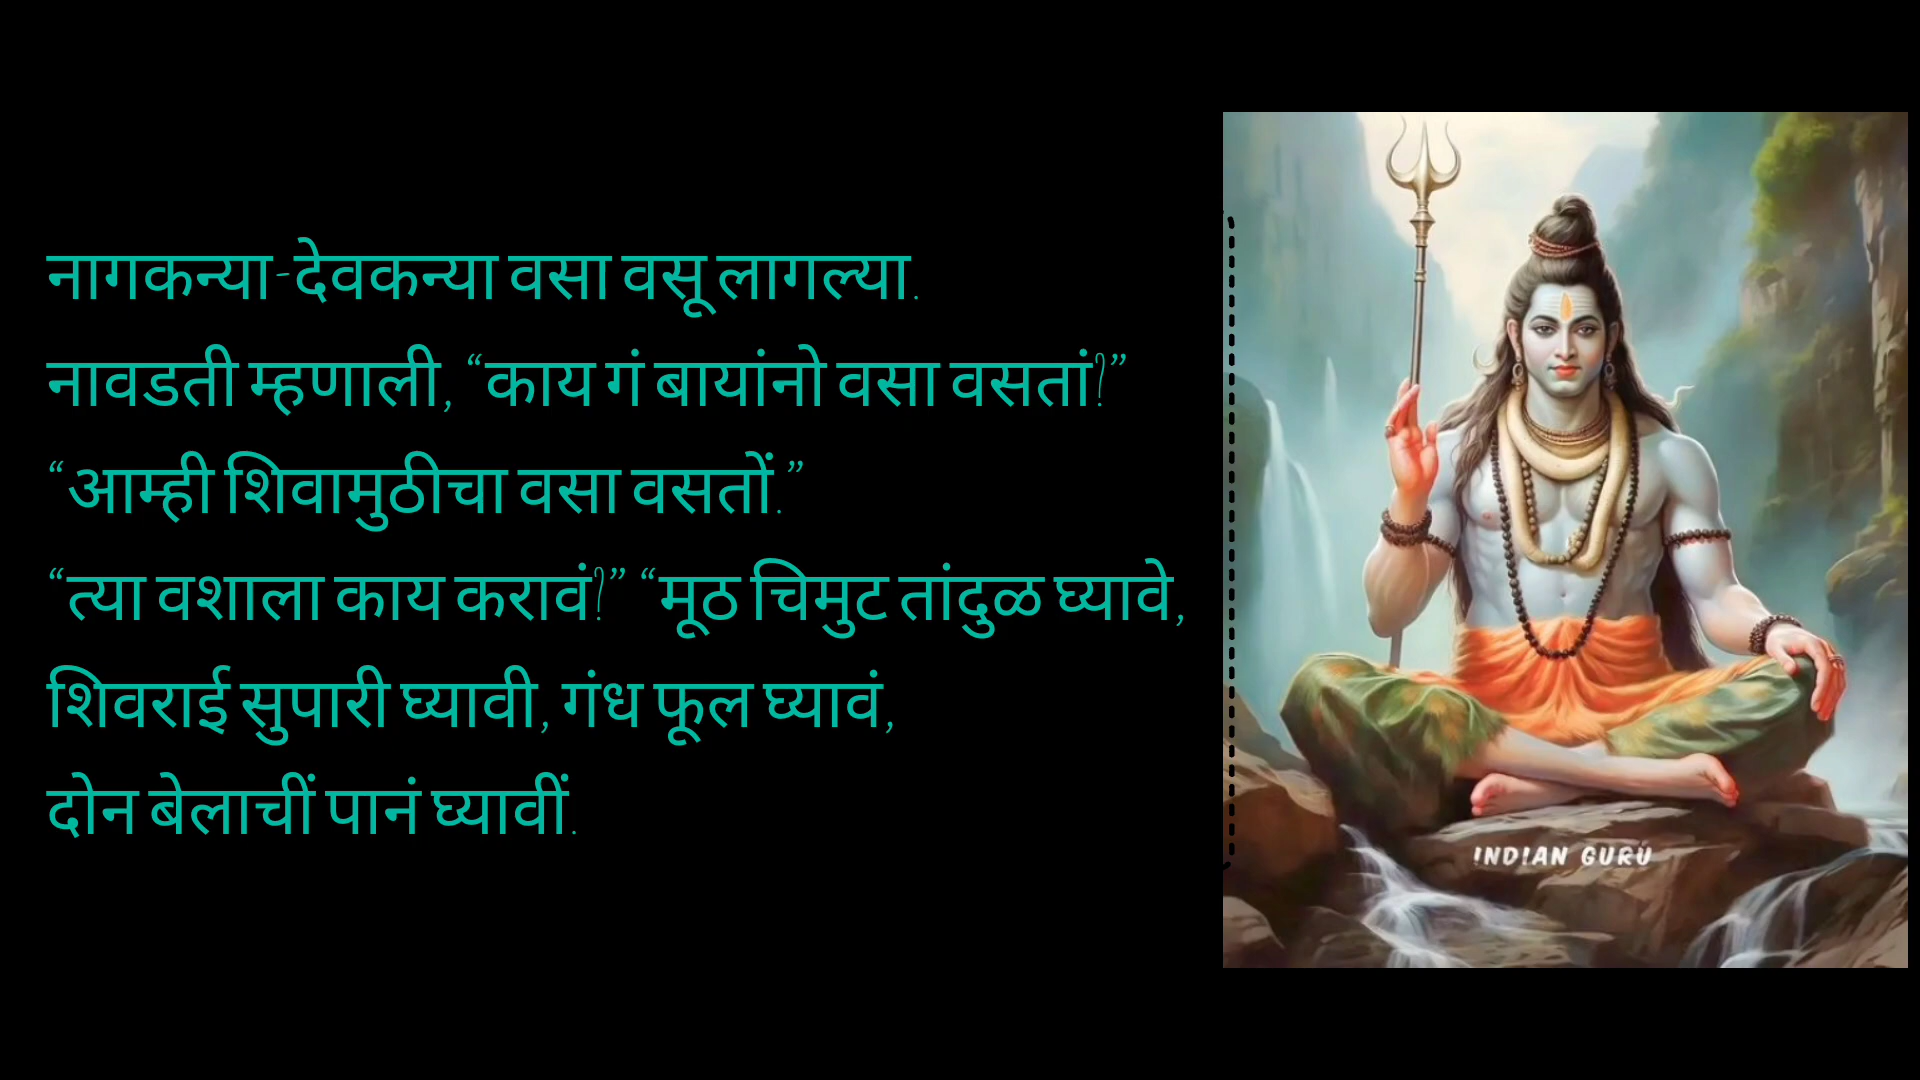 नागकन्या-देवकन्या वसा वसू लागल्या.
नावडती म्हणाली, “काय गं बायांनो वसा वसतां?”
“आम्ही शिवामुठीचा वसा वसतों.”
“त्या वशाला काय करावं?” “मूठ चिमुट तांदुळ घ्यावे,
शिवराई सुपारी घ्यावी, गंध फूल घ्यावं,
दोन बेलाचीं पानं घ्यावीं.
INDIAN GURU